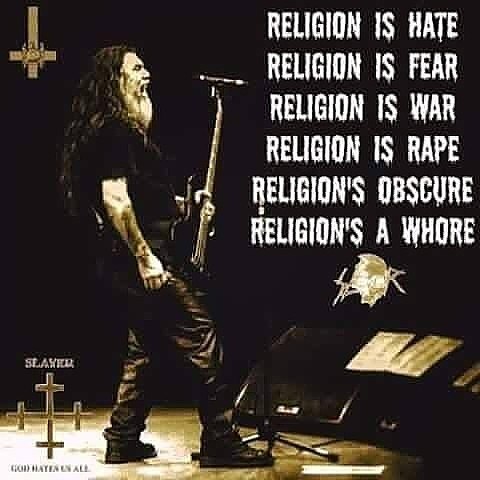 RELIGION IS HATE
RELIGION IS FEAR
RELIGION IS WAR
RELIGION IS RAPE
RELIGION'S OBSCURE
RELIGION'S A WHORE
SLAYER
GOD HATES US ALL